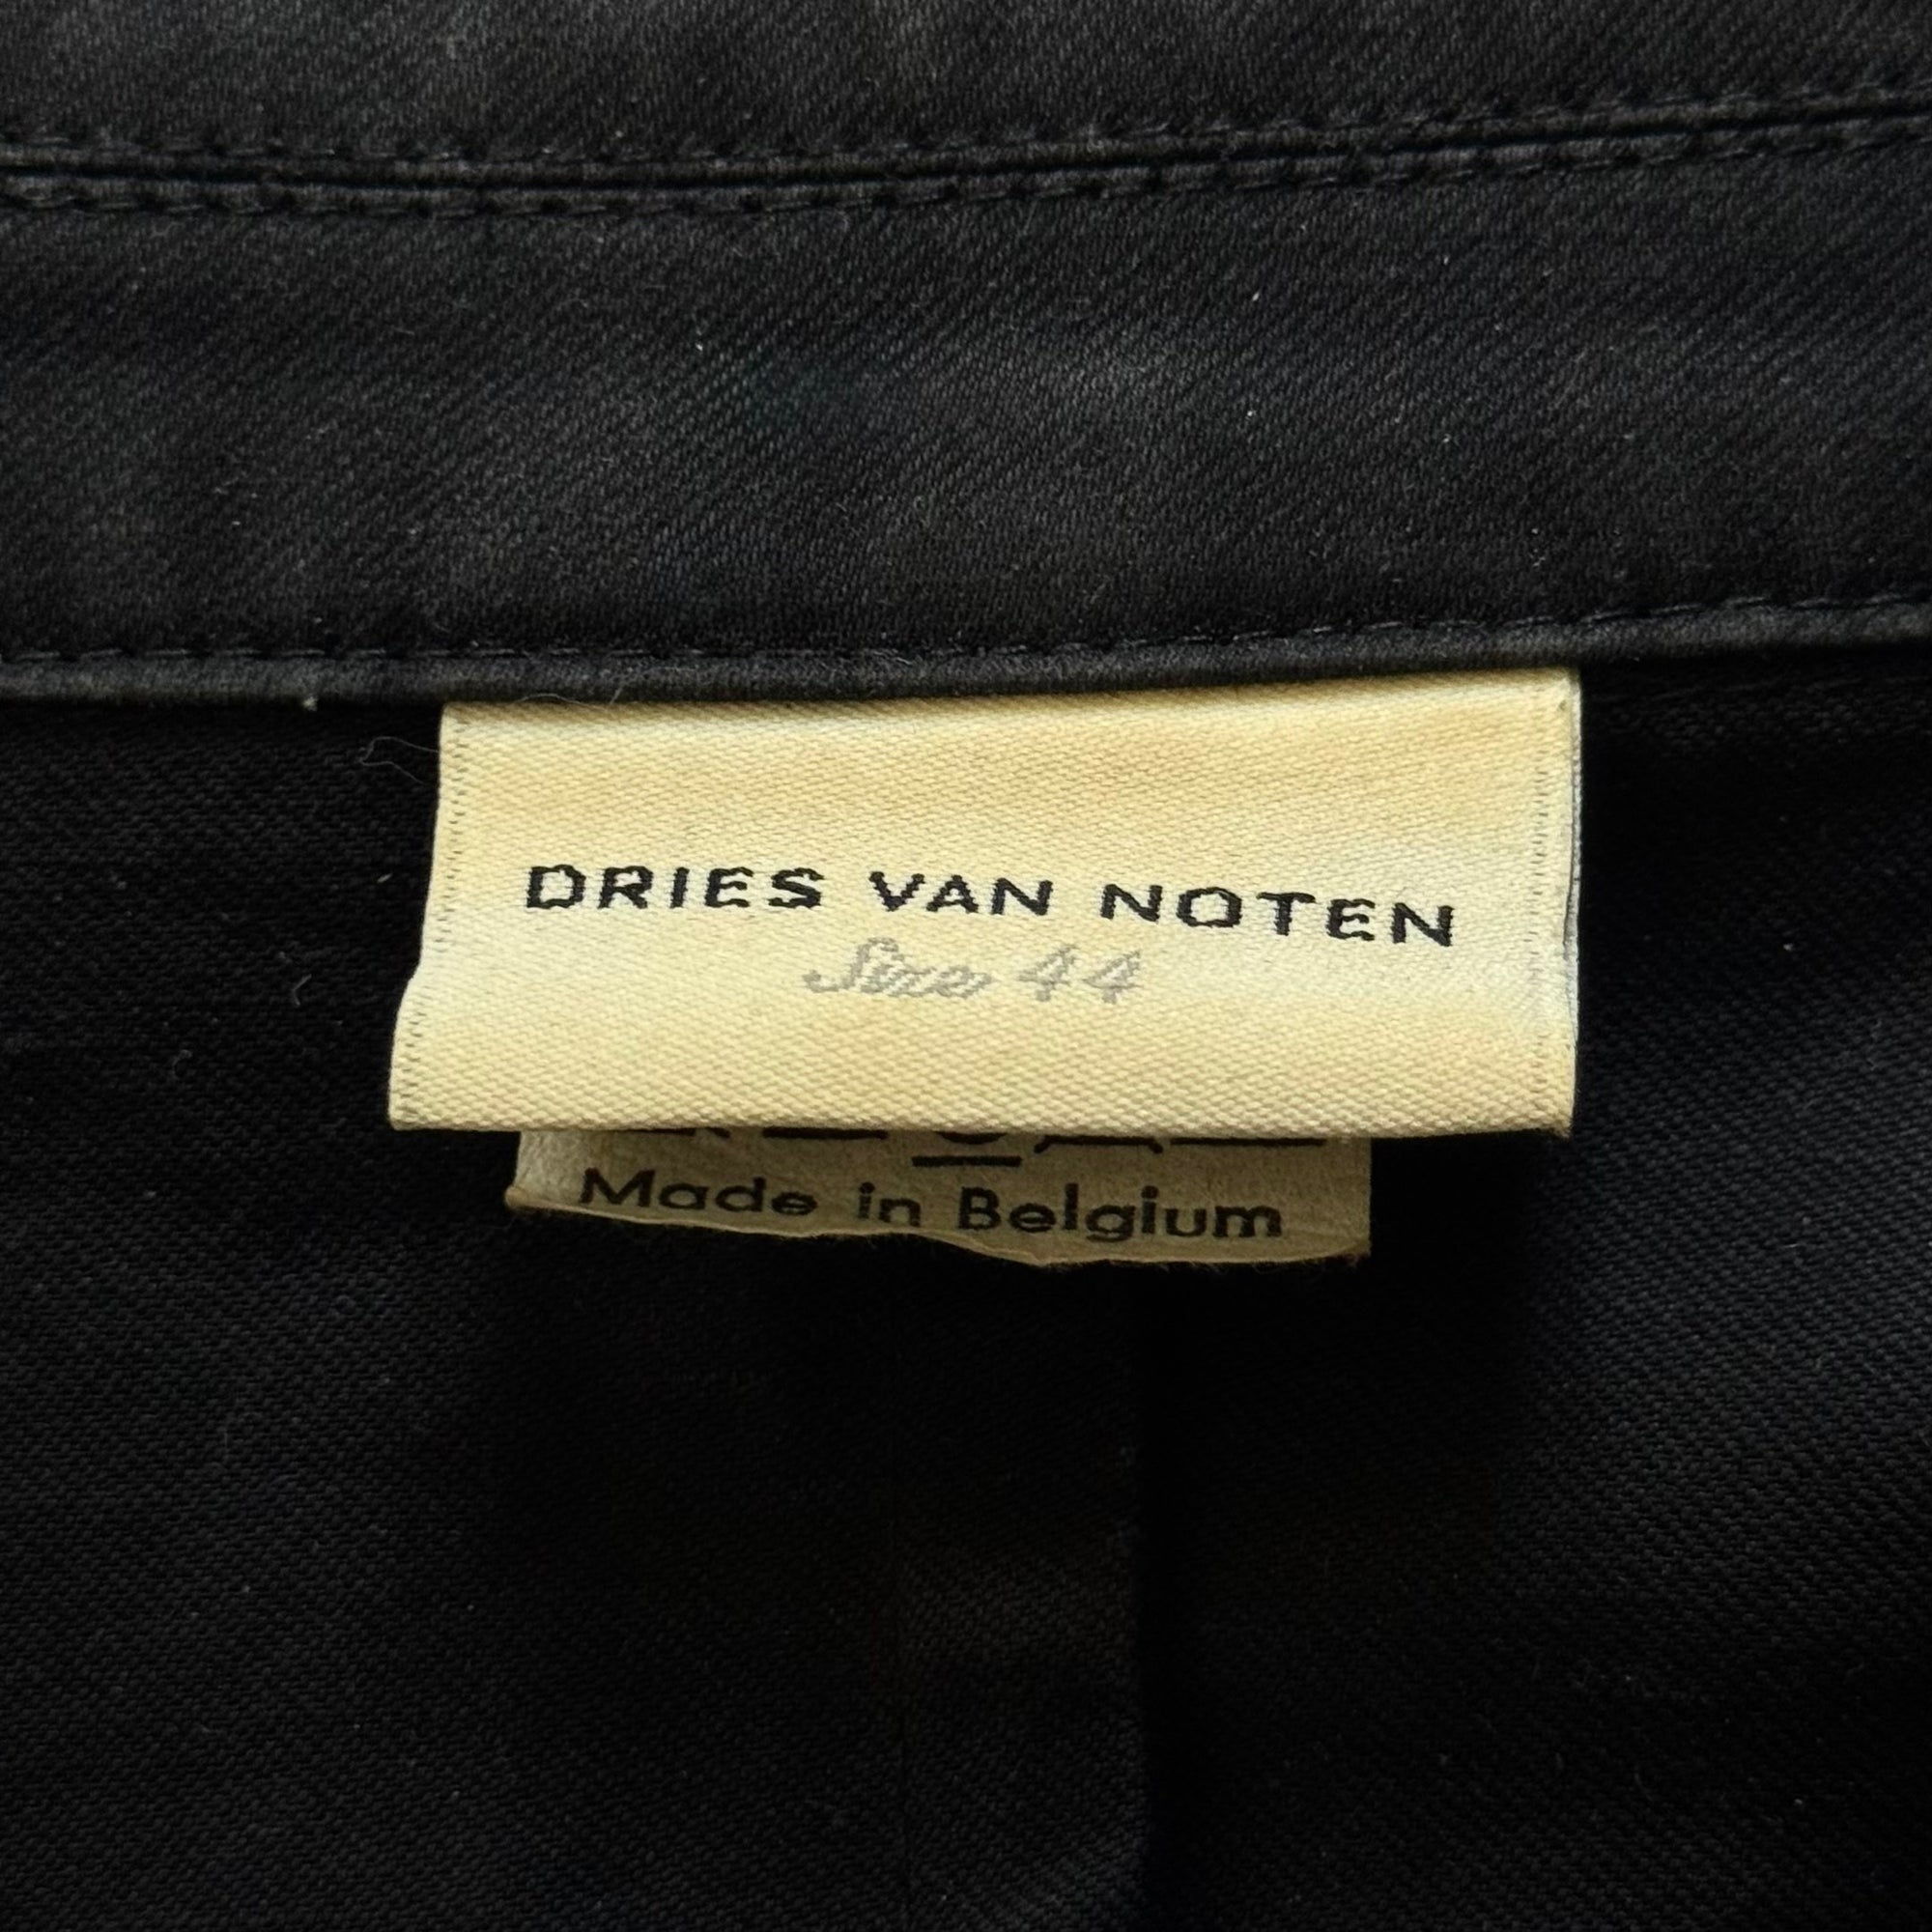 DRIES VAN NOTEN
Size 44
Made in Belgium